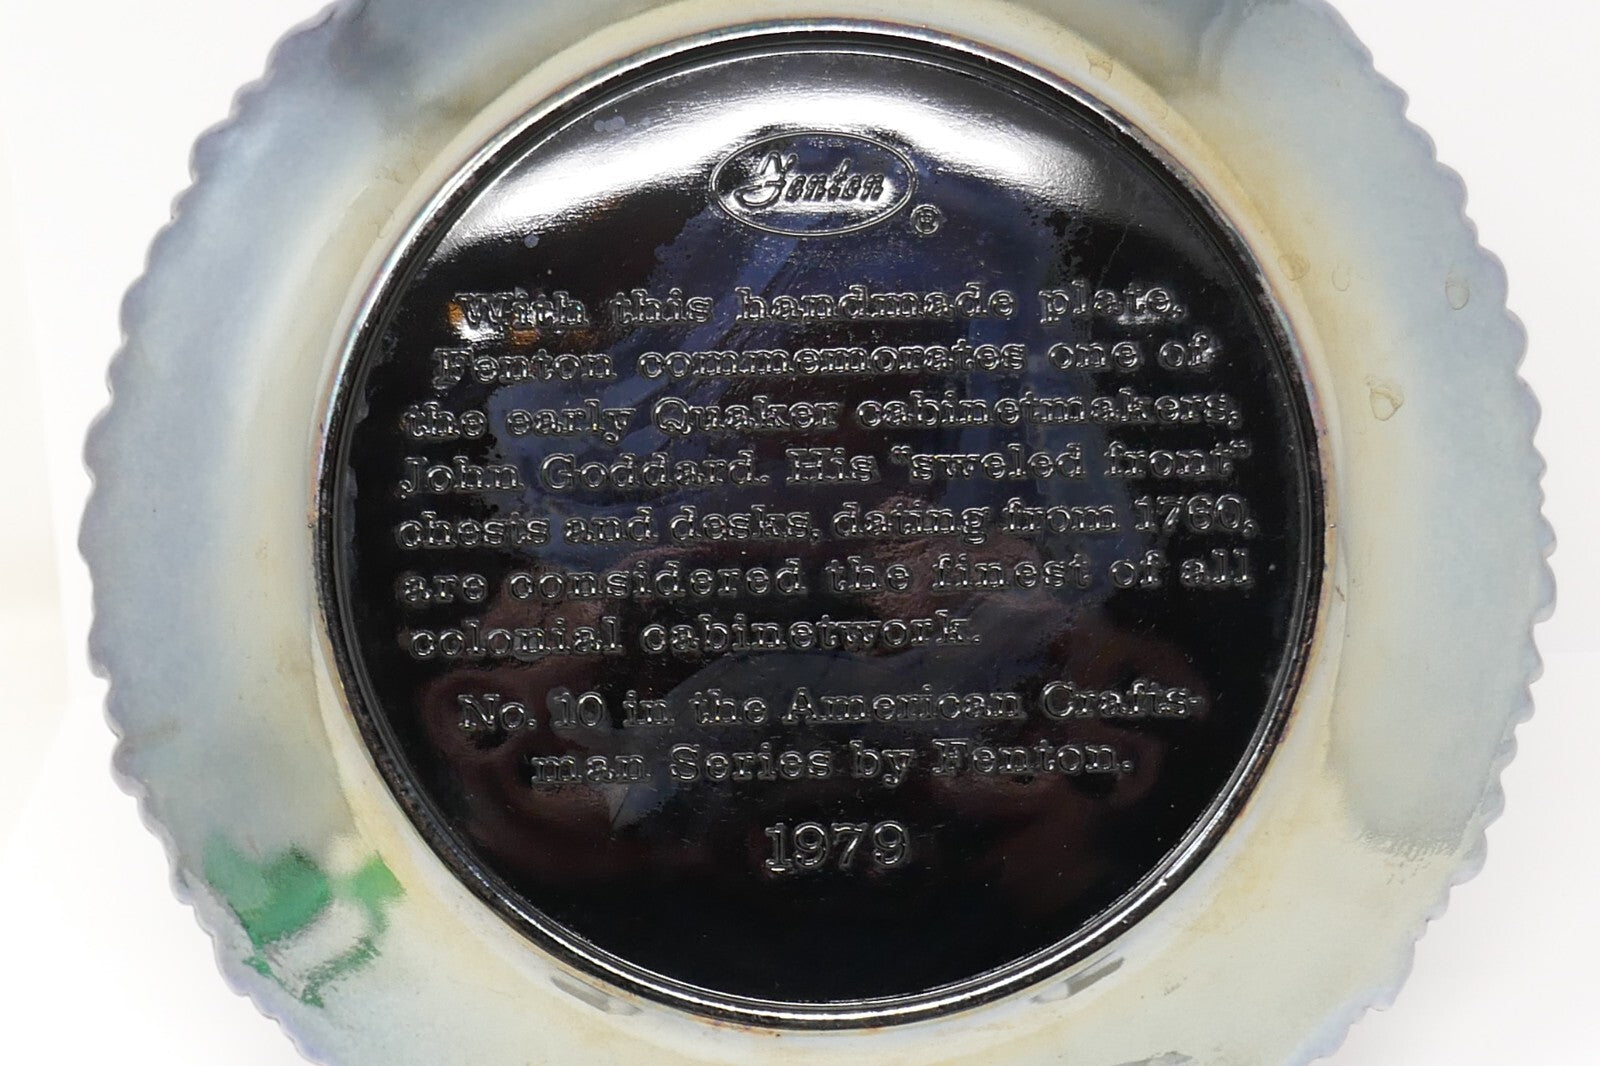 Fenton
®
With this handmade plate,
Fenton commemorates one of
the early Quaker cabinetmakers,
John Goddard. His "sweled front"
chests and desks, dating from 1760,
are considered the finest of all
colonial cabinetwork.
No. 10 in the American Crafts-
man Series by Fenton.
1979